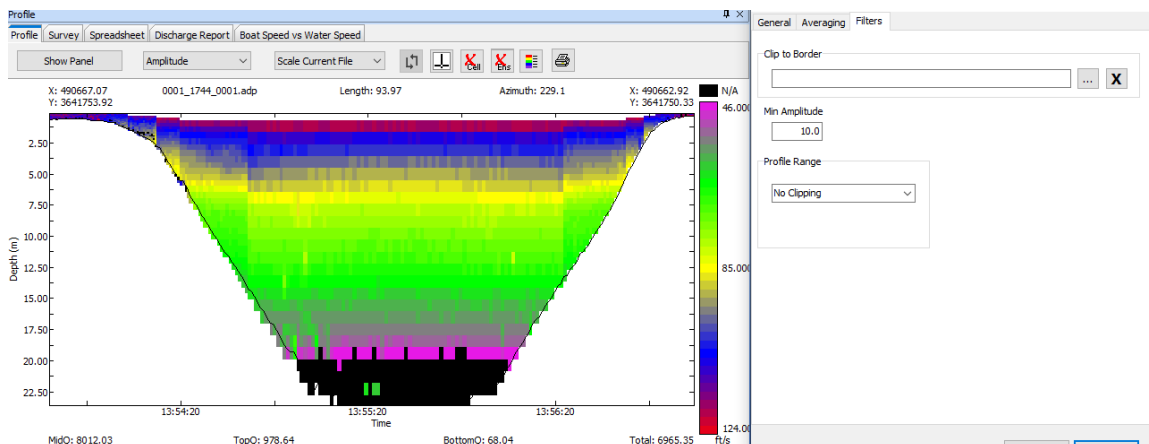 Profile
Profile Survey Spreadsheet Discharge Report Boat Speed vs Water Speed
Show Panel Amplitude Scale Current File Cell Ens
X: 490667.07 0001_1744_0001.adp Length: 93.97 Azimuth: 229.1 X: 490662.92 N/A
Y: 3641753.92 Y: 3641750.33 46.000
2.50
5.00
7.50
10.00
12.50
15.00
17.50
20.00
22.50
Depth (m)
85.000
124.00
13:54:20 13:55:20 13:56:20
Time
MidQ: 8012.03 TopQ: 978.64 BottomQ: 68.04 Total: 6965.35 ft/s
General Averaging Filters
Clip to Border
... X
Min Amplitude
10.0
Profile Range
No Clipping